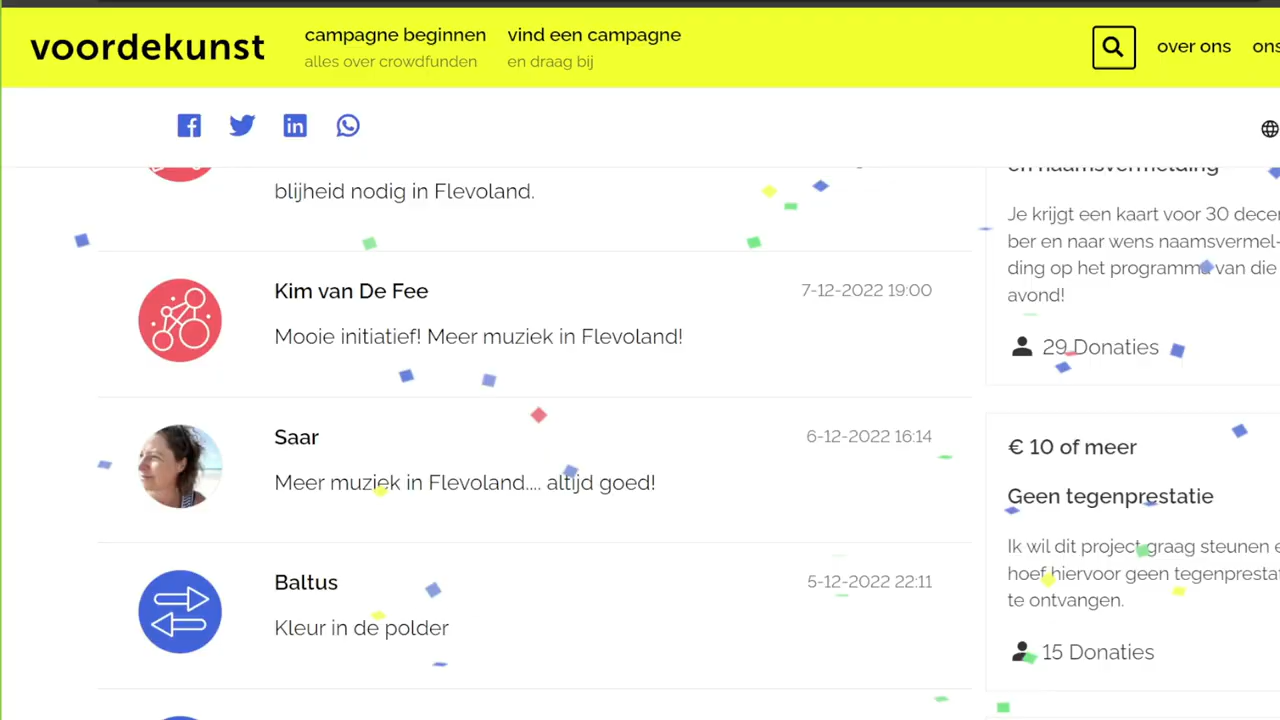 voordekunst
campagne beginnen
alles over crowdfunden
vind een campagne
en draag bij
over ons
ons
blijheid nodig in Flevoland.
Kim van De Fee
7-12-2022 19:00
Mooie initiatief! Meer muziek in Flevoland!
Saar
6-12-2022 16:14
Meer muziek in Flevoland.... altijd goed!
Baltus
5-12-2022 22:11
Kleur in de polder
en naamsvermelding
Je krijgt een kaart voor 30 decem
ber en naar wens naamsvermel-
ding op het programma van die
avond!
29 Donaties
€ 10 of meer
Geen tegenprestatie
Ik wil dit project graag steunen e
hoef hiervoor geen tegenpresta
te ontvangen.
15 Donaties